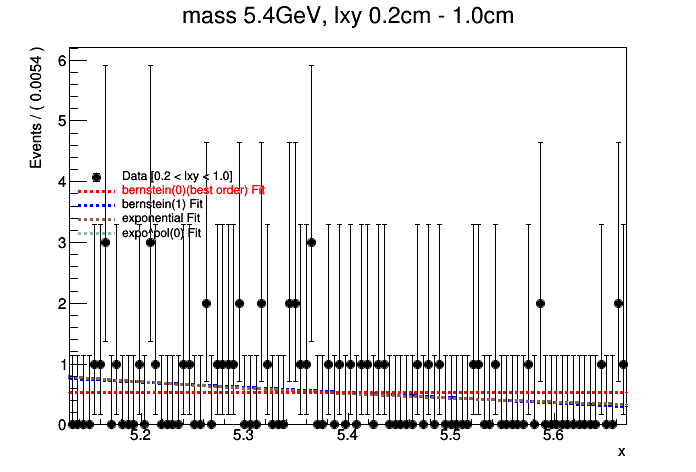 mass 5.4GeV, lxy 0.2cm - 1.0cm
Events / ( 0.0054 )
6
5
4
3
2
1
0
Data [0.2 < lxy < 1.0]
bernstein(0)(best order) Fit
bernstein(1) Fit
exponential Fit
expo*pol(0) Fit
5.2 5.3 5.4 5.5 5.6
x